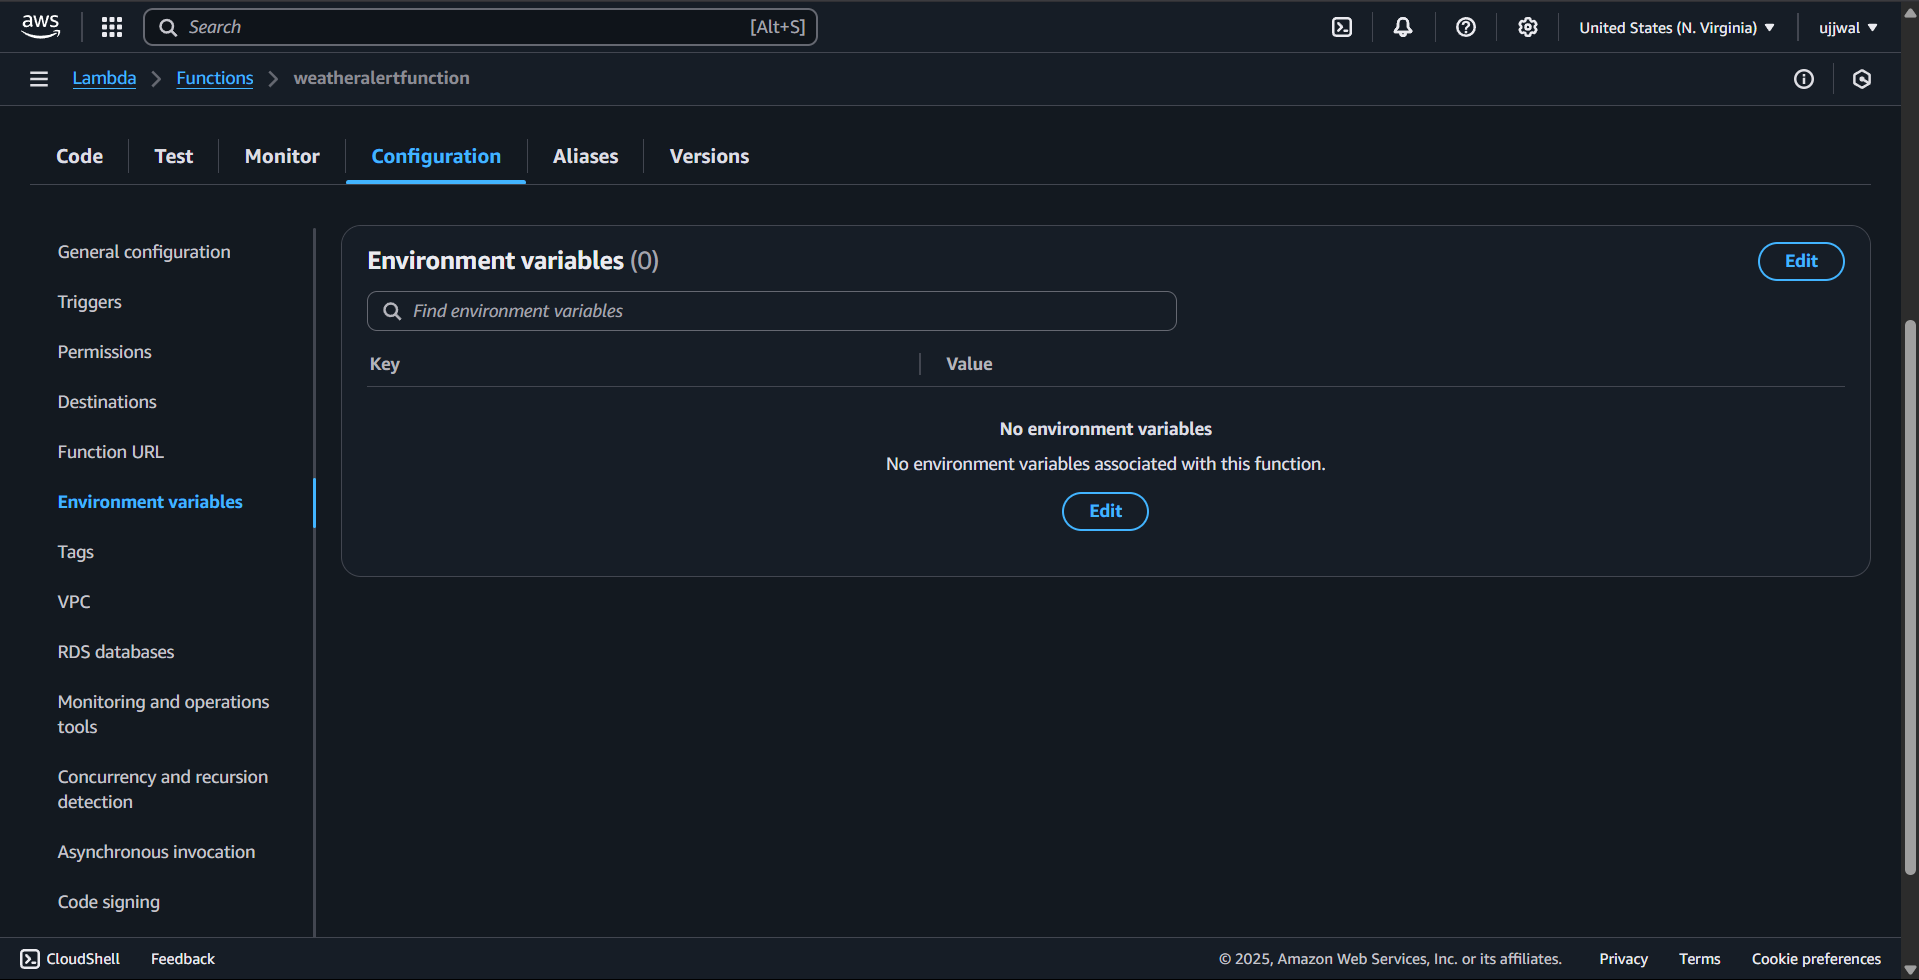 aws
Search [Alt+S]
United States (N. Virginia)
ujjwal
Lambda
Functions
weatheralertfunction
Code
Test
Monitor
Configuration
Aliases
Versions
General configuration
Triggers
Permissions
Destinations
Function URL
Environment variables
Tags
VPC
RDS databases
Monitoring and operations
tools
Concurrency and recursion
detection
Asynchronous invocation
Code signing
Environment variables (0)
Edit
Find environment variables
Key
Value
No environment variables
No environment variables associated with this function.
Edit
CloudShell
Feedback
© 2025, Amazon Web Services, Inc. or its affiliates.
Privacy
Terms
Cookie preferences